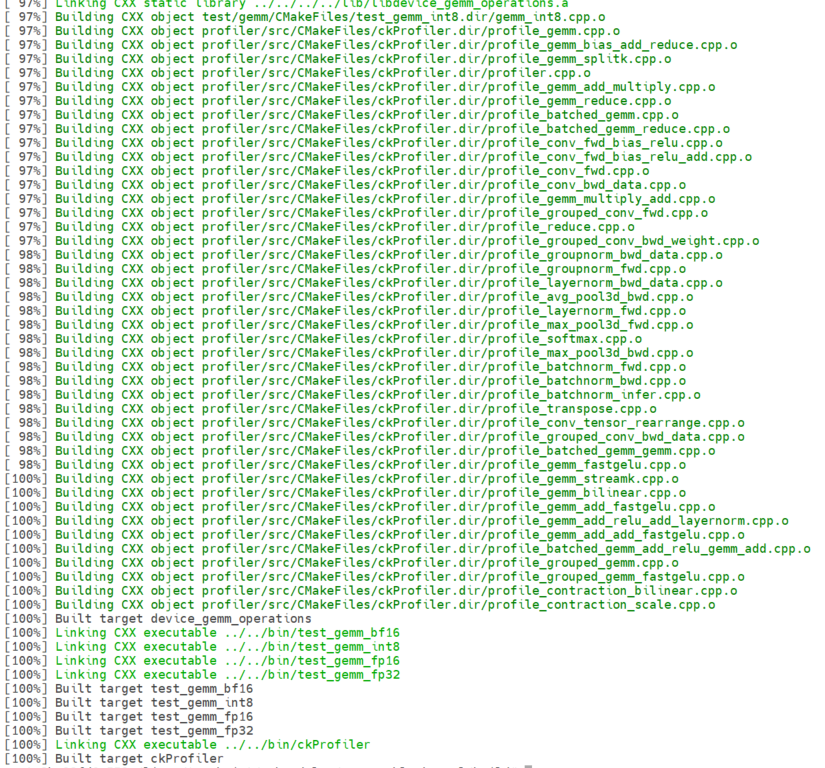 [ 97%] Linking CXX static library ../../../../lib/libdevice_gemm_operations.a
[ 97%] Building CXX object test/gemm/CMakeFiles/test_gemm_int8.dir/gemm_int8.cpp.o
[ 97%] Building CXX object profiler/src/CMakeFiles/ckProfiler.dir/profile_gemm.cpp.o
[ 97%] Building CXX object profiler/src/CMakeFiles/ckProfiler.dir/profile_gemm_bias_add_reduce.cpp.o
[ 97%] Building CXX object profiler/src/CMakeFiles/ckProfiler.dir/profile_gemm_splitk.cpp.o
[ 97%] Building CXX object profiler/src/CMakeFiles/ckProfiler.dir/profiler.cpp.o
[ 97%] Building CXX object profiler/src/CMakeFiles/ckProfiler.dir/profile_gemm_add_multiply.cpp.o
[ 97%] Building CXX object profiler/src/CMakeFiles/ckProfiler.dir/profile_gemm_reduce.cpp.o
[ 97%] Building CXX object profiler/src/CMakeFiles/ckProfiler.dir/profile_batched_gemm.cpp.o
[ 97%] Building CXX object profiler/src/CMakeFiles/ckProfiler.dir/profile_batched_gemm_reduce.cpp.o
[ 97%] Building CXX object profiler/src/CMakeFiles/ckProfiler.dir/profile_conv_fwd_bias_relu.cpp.o
[ 97%] Building CXX object profiler/src/CMakeFiles/ckProfiler.dir/profile_conv_fwd_bias_relu_add.cpp.o
[ 97%] Building CXX object profiler/src/CMakeFiles/ckProfiler.dir/profile_conv_fwd.cpp.o
[ 97%] Building CXX object profiler/src/CMakeFiles/ckProfiler.dir/profile_conv_bwd_data.cpp.o
[ 97%] Building CXX object profiler/src/CMakeFiles/ckProfiler.dir/profile_gemm_multiply_add.cpp.o
[ 97%] Building CXX object profiler/src/CMakeFiles/ckProfiler.dir/profile_grouped_conv_fwd.cpp.o
[ 97%] Building CXX object profiler/src/CMakeFiles/ckProfiler.dir/profile_reduce.cpp.o
[ 97%] Building CXX object profiler/src/CMakeFiles/ckProfiler.dir/profile_grouped_conv_bwd_weight.cpp.o
[ 98%] Building CXX object profiler/src/CMakeFiles/ckProfiler.dir/profile_groupnorm_bwd_data.cpp.o
[ 98%] Building CXX object profiler/src/CMakeFiles/ckProfiler.dir/profile_groupnorm_fwd.cpp.o
[ 98%] Building CXX object profiler/src/CMakeFiles/ckProfiler.dir/profile_layernorm_bwd_data.cpp.o
[ 98%] Building CXX object profiler/src/CMakeFiles/ckProfiler.dir/profile_avg_pool3d_bwd.cpp.o
[ 98%] Building CXX object profiler/src/CMakeFiles/ckProfiler.dir/profile_layernorm_fwd.cpp.o
[ 98%] Building CXX object profiler/src/CMakeFiles/ckProfiler.dir/profile_max_pool3d_fwd.cpp.o
[ 98%] Building CXX object profiler/src/CMakeFiles/ckProfiler.dir/profile_softmax.cpp.o
[ 98%] Building CXX object profiler/src/CMakeFiles/ckProfiler.dir/profile_max_pool3d_bwd.cpp.o
[ 98%] Building CXX object profiler/src/CMakeFiles/ckProfiler.dir/profile_batchnorm_fwd.cpp.o
[ 98%] Building CXX object profiler/src/CMakeFiles/ckProfiler.dir/profile_batchnorm_bwd.cpp.o
[ 98%] Building CXX object profiler/src/CMakeFiles/ckProfiler.dir/profile_batchnorm_infer.cpp.o
[ 98%] Building CXX object profiler/src/CMakeFiles/ckProfiler.dir/profile_transpose.cpp.o
[ 98%] Building CXX object profiler/src/CMakeFiles/ckProfiler.dir/profile_conv_tensor_rearrange.cpp.o
[ 98%] Building CXX object profiler/src/CMakeFiles/ckProfiler.dir/profile_grouped_conv_bwd_data.cpp.o
[ 98%] Building CXX object profiler/src/CMakeFiles/ckProfiler.dir/profile_batched_gemm_gemm.cpp.o
[ 98%] Building CXX object profiler/src/CMakeFiles/ckProfiler.dir/profile_gemm_fastgelu.cpp.o
[100%] Building CXX object profiler/src/CMakeFiles/ckProfiler.dir/profile_gemm_streamk.cpp.o
[100%] Building CXX object profiler/src/CMakeFiles/ckProfiler.dir/profile_gemm_bilinear.cpp.o
[100%] Building CXX object profiler/src/CMakeFiles/ckProfiler.dir/profile_gemm_add_fastgelu.cpp.o
[100%] Building CXX object profiler/src/CMakeFiles/ckProfiler.dir/profile_gemm_add_relu_add_layernorm.cpp.o
[100%] Building CXX object profiler/src/CMakeFiles/ckProfiler.dir/profile_gemm_add_add_fastgelu.cpp.o
[100%] Building CXX object profiler/src/CMakeFiles/ckProfiler.dir/profile_batched_gemm_add_relu_gemm_add.cpp.o
[100%] Building CXX object profiler/src/CMakeFiles/ckProfiler.dir/profile_grouped_gemm.cpp.o
[100%] Building CXX object profiler/src/CMakeFiles/ckProfiler.dir/profile_grouped_gemm_fastgelu.cpp.o
[100%] Building CXX object profiler/src/CMakeFiles/ckProfiler.dir/profile_contraction_bilinear.cpp.o
[100%] Building CXX object profiler/src/CMakeFiles/ckProfiler.dir/profile_contraction_scale.cpp.o
[100%] Built target device_gemm_operations
[100%] Linking CXX executable ../../bin/test_gemm_bf16
[100%] Linking CXX executable ../../bin/test_gemm_int8
[100%] Linking CXX executable ../../bin/test_gemm_fp16
[100%] Linking CXX executable ../../bin/test_gemm_fp32
[100%] Built target test_gemm_bf16
[100%] Built target test_gemm_int8
[100%] Built target test_gemm_fp16
[100%] Built target test_gemm_fp32
[100%] Linking CXX executable ../../bin/ckProfiler
[100%] Built target ckProfiler